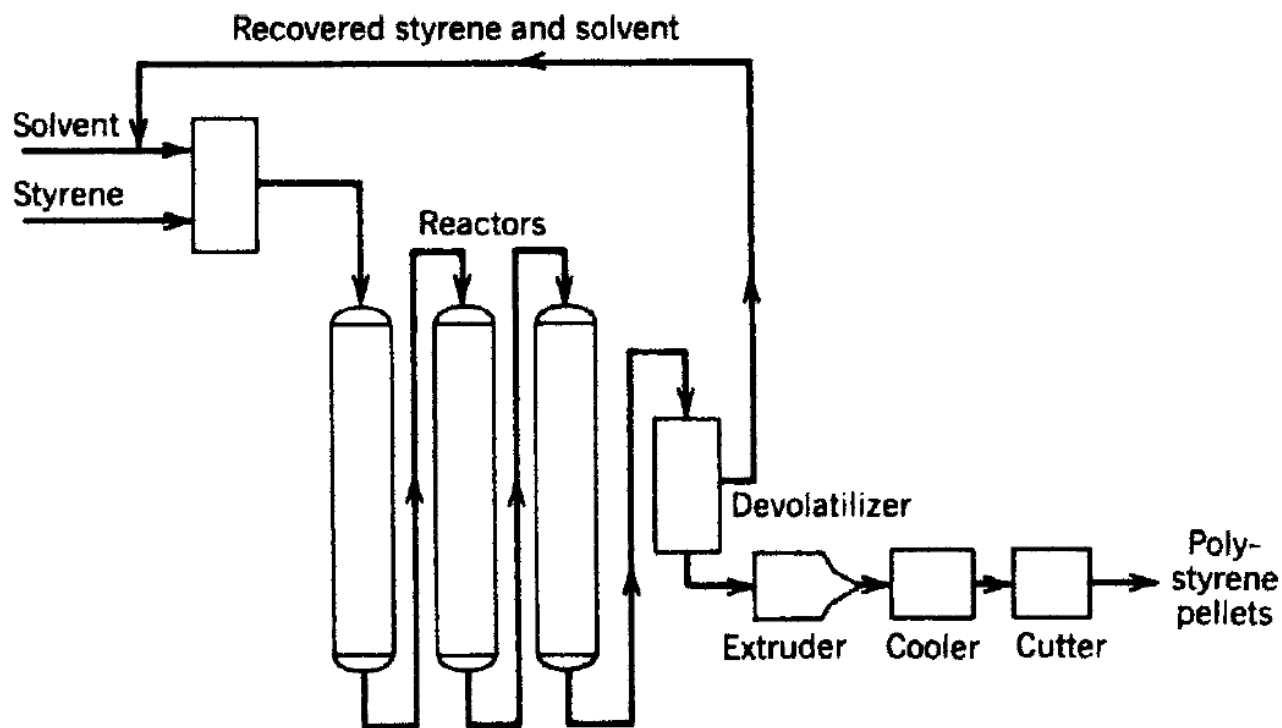 Recovered styrene and solvent
Solvent
Styrene
Reactors
Devolatilizer
Poly-
styrene
pellets
Extruder
Cooler
Cutter